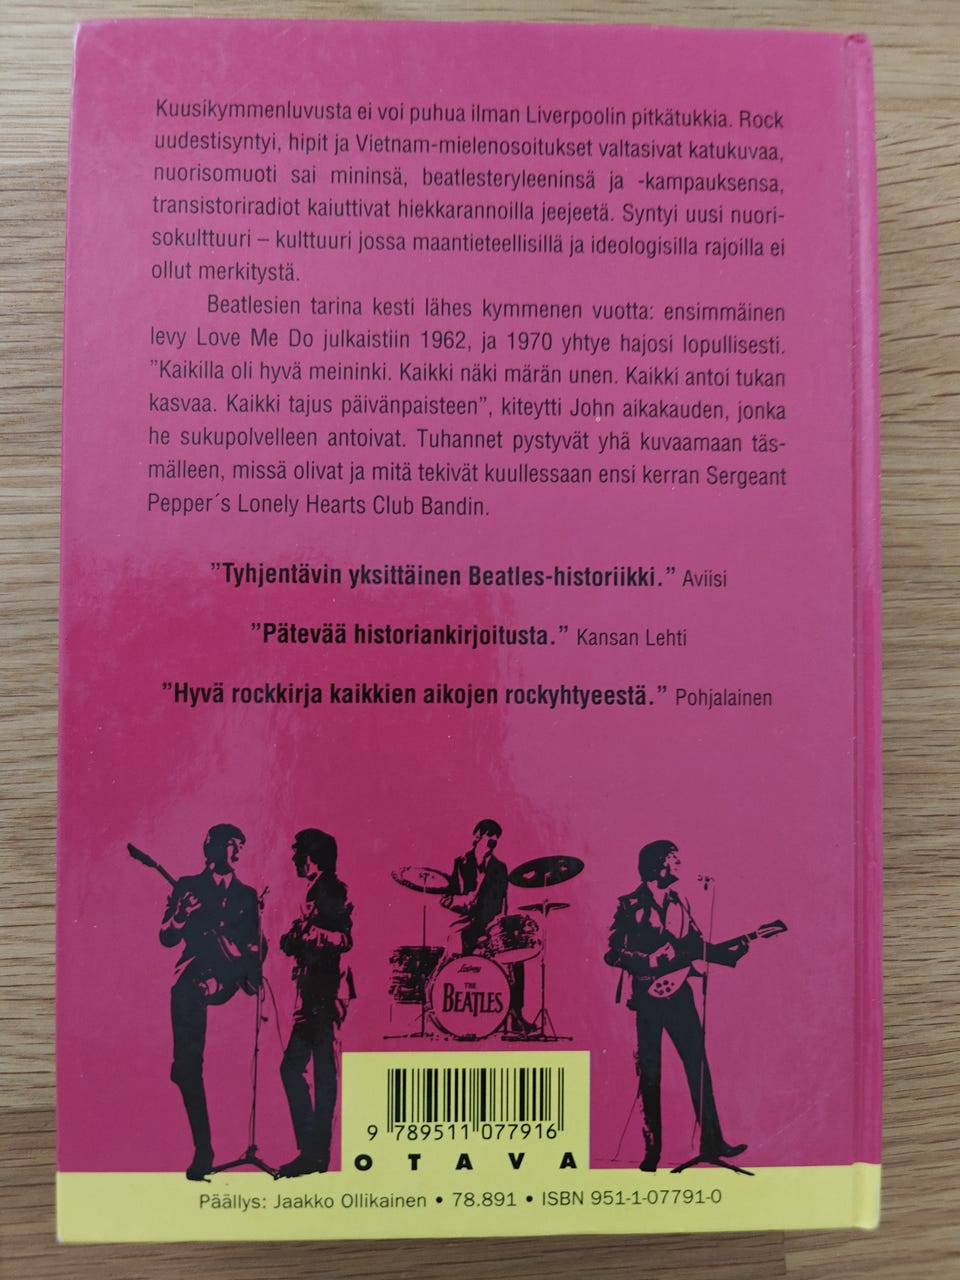 Kuusikymmenluvusta ei voi puhua ilman Liverpoolin pitkätukkia. Rock
uudestisyntyi, hipit ja Vietnam-mielenosoitukset valtasivat katukuvaa,
nuorisomuoti sai mininsä, beatlesteryleeninsä ja -kampauksensa,
transistoriradiot kaiuttivat hiekkarannoilla jeejeetä. Syntyi uusi nuori-
sokulttuuri – kulttuuri jossa maantieteellisillä ja ideologisilla rajoilla ei
ollut merkitystä.
Beatlesien tarina kesti lähes kymmenen vuotta: ensimmäinen
levy Love Me Do julkaistiin 1962, ja 1970 yhtye hajosi lopullisesti.
”Kaikilla oli hyvä meininki. Kaikki näki märän unen. Kaikki antoi tukan
kasvaa. Kaikki tajus päivänpaisteen”, kiteytti John aikakauden, jonka
he sukupolvelleen antoivat. Tuhannet pystyvät yhä kuvaamaan täs-
mälleen, missä olivat ja mitä tekivät kuullessaan ensi kerran Sergeant
Pepper´s Lonely Hearts Club Bandin.
”Tyhjentävin yksittäinen Beatles-historiikki.” Aviisi
”Pätevää historiankirjoitusta.” Kansan Lehti
”Hyvä rockkirja kaikkien aikojen rockyhtyeestä.” Pohjalainen
Ludwig
THE
BEATLES
9 789511 077916
OTAVA
Päällys: Jaakko Ollikainen • 78.891 • ISBN 951-1-07791-0